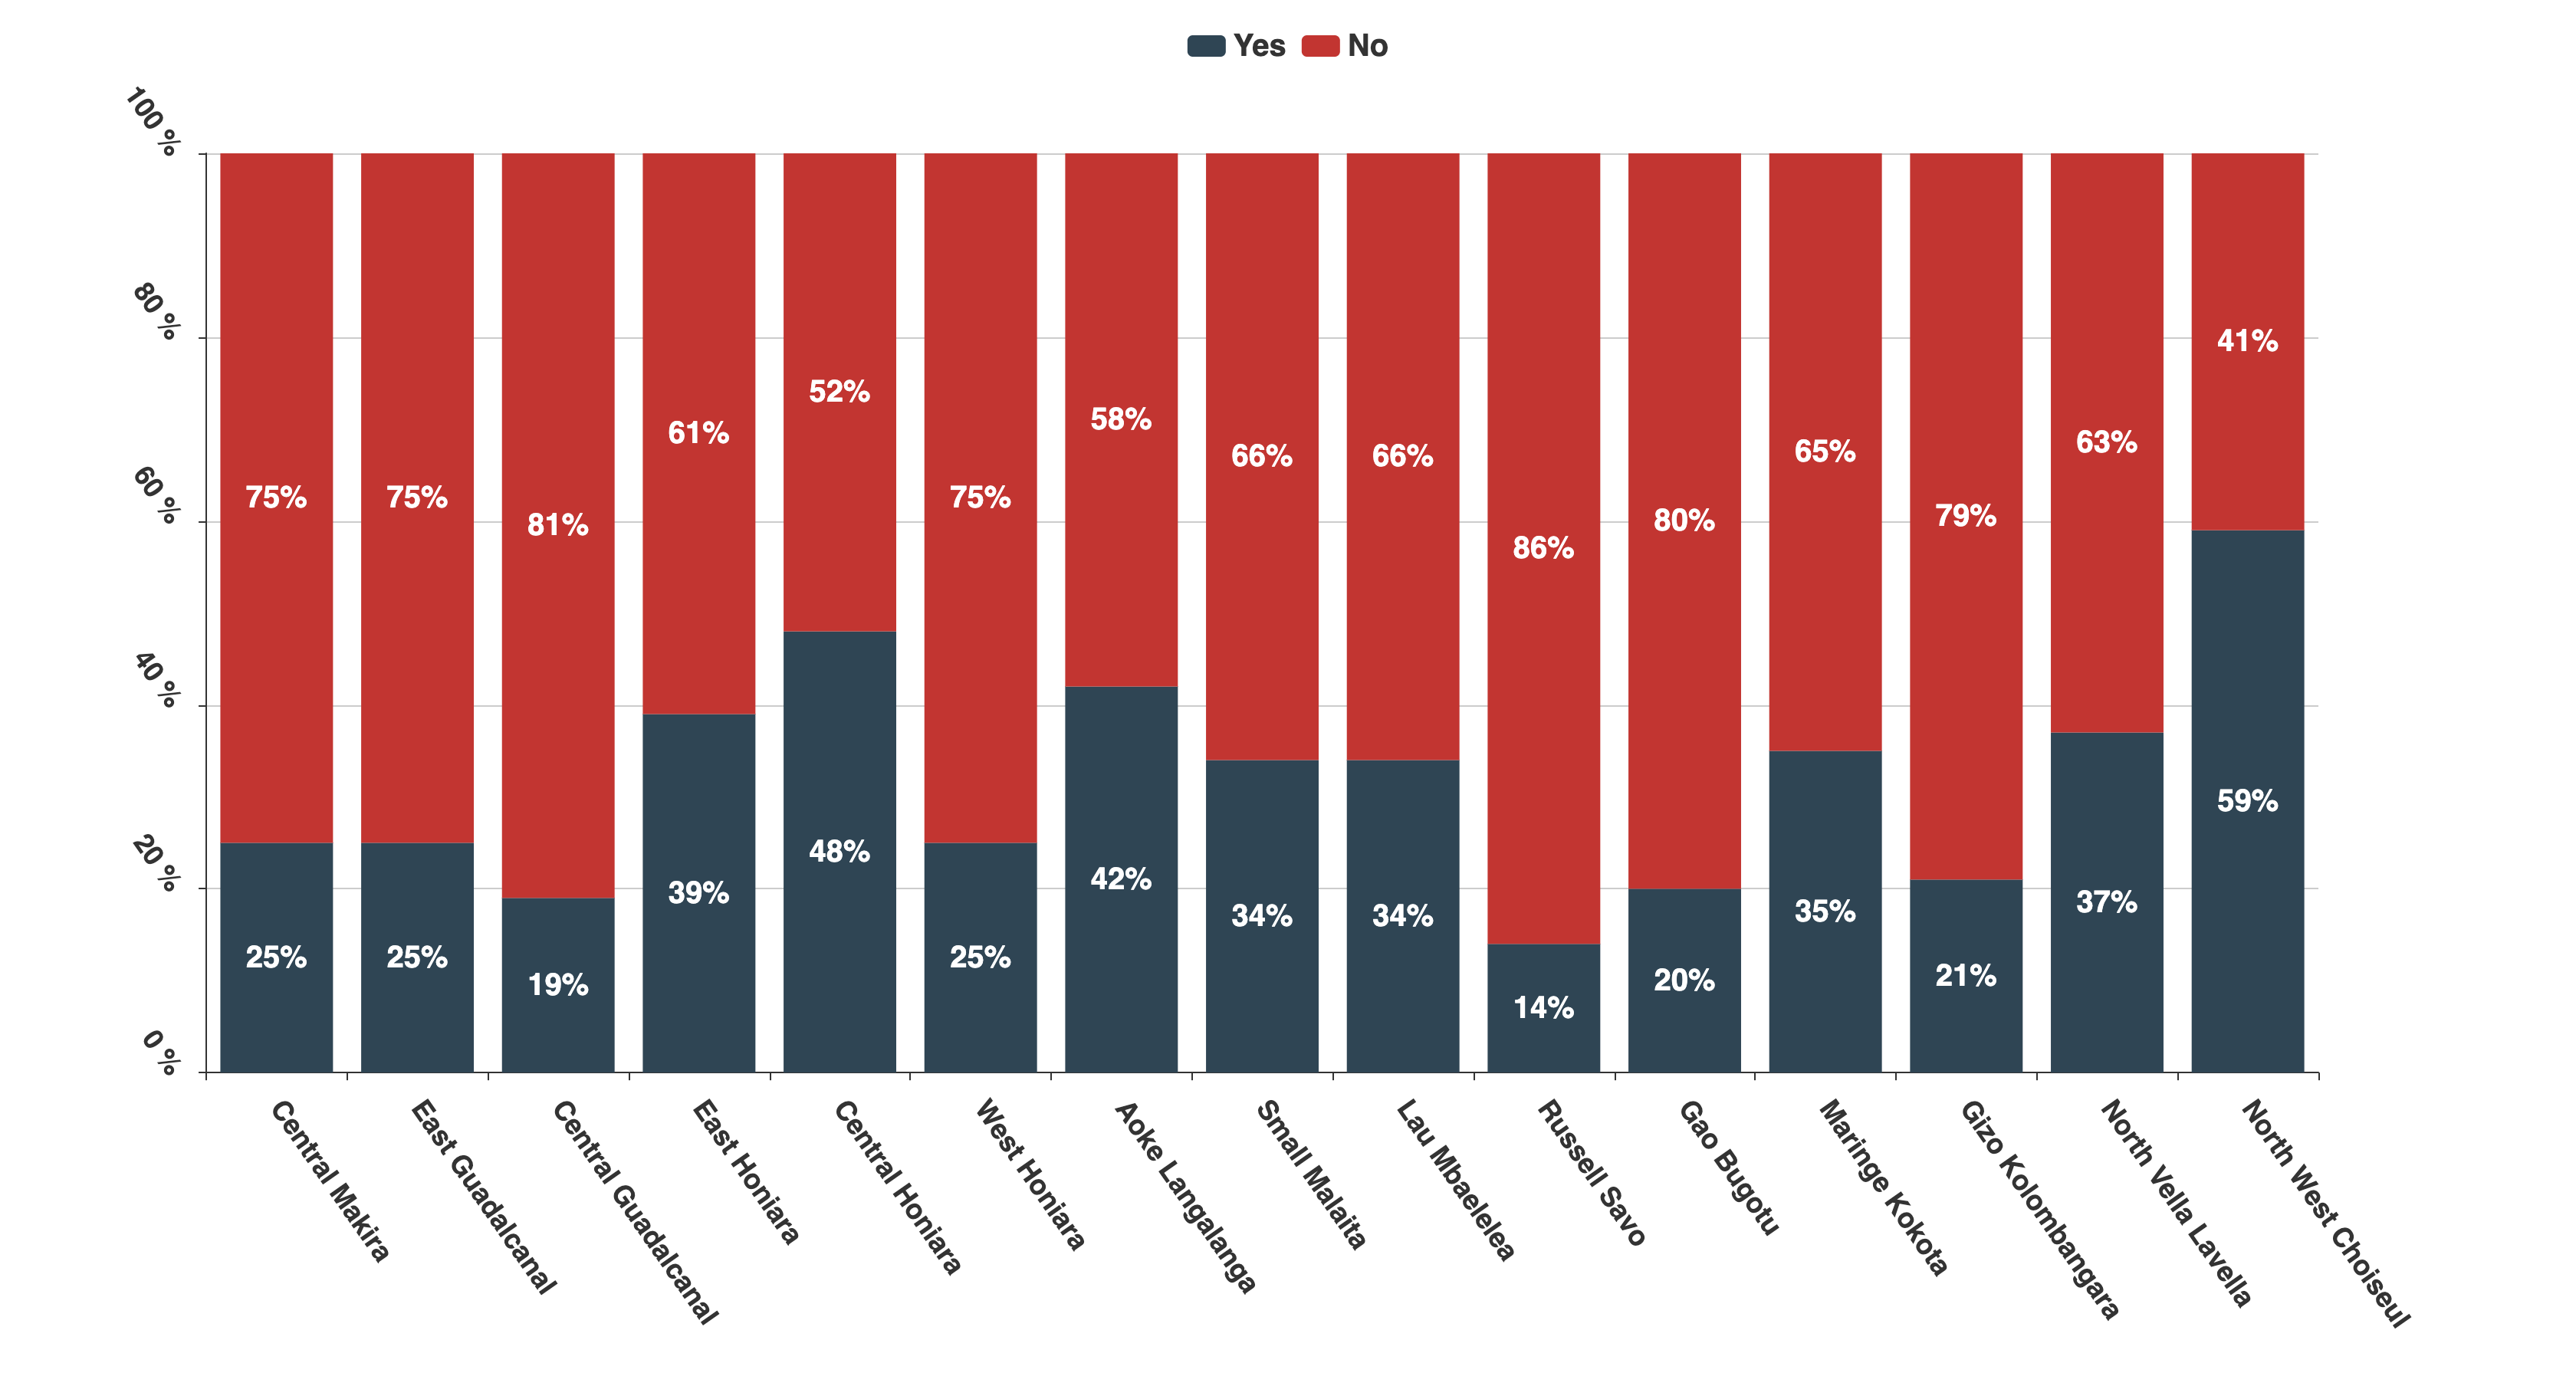 Yes No
100 %
80 %
60 %
40 %
20 %
0 %
75% 75% 81% 61% 52% 75% 58% 66% 66% 86% 80% 65% 79% 63% 41%
25% 25% 19% 39% 48% 25% 42% 34% 34% 14% 20% 35% 21% 37% 59%
Central Makira
East Guadalcanal
Central Guadalcanal
East Honiara
Central Honiara
West Honiara
Aoke Langalanga
Small Malaita
Lau Mbaelelea
Russell Savo
Gao Bugotu
Maringe Kokota
Gizo Kolombangara
North Vella Lavella
North West Choiseul